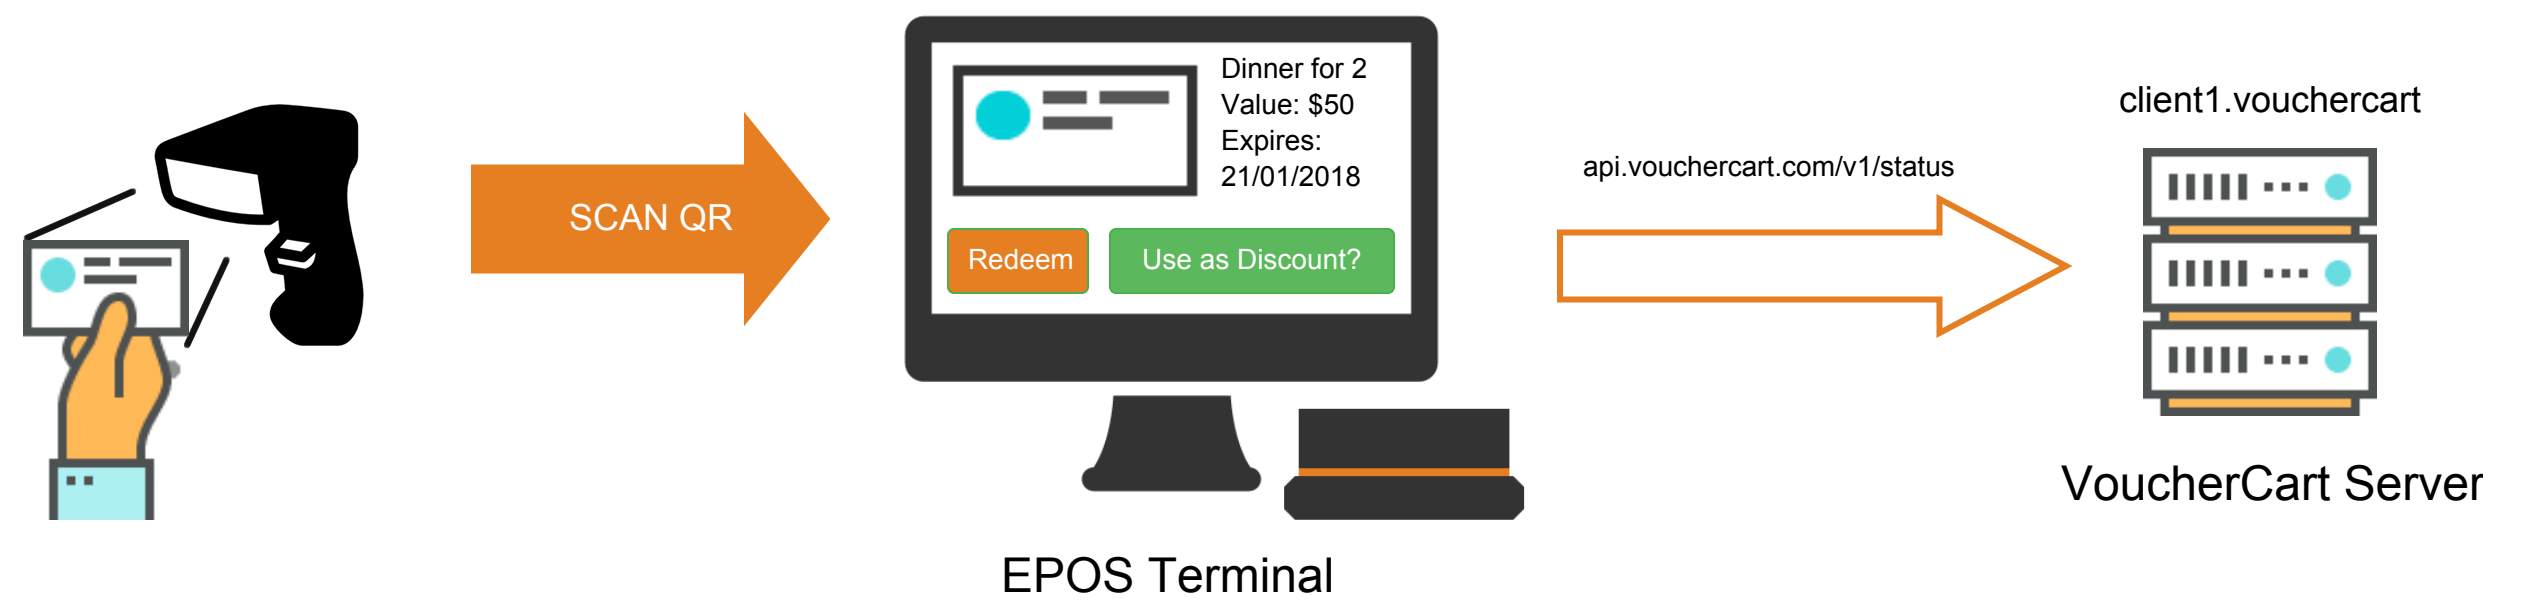 SCAN QR
Dinner for 2
Value: $50
Expires:
21/01/2018
Redeem
Use as Discount?
EPOS Terminal
api.vouchercart.com/v1/status
client1.vouchercart
VoucherCart Server